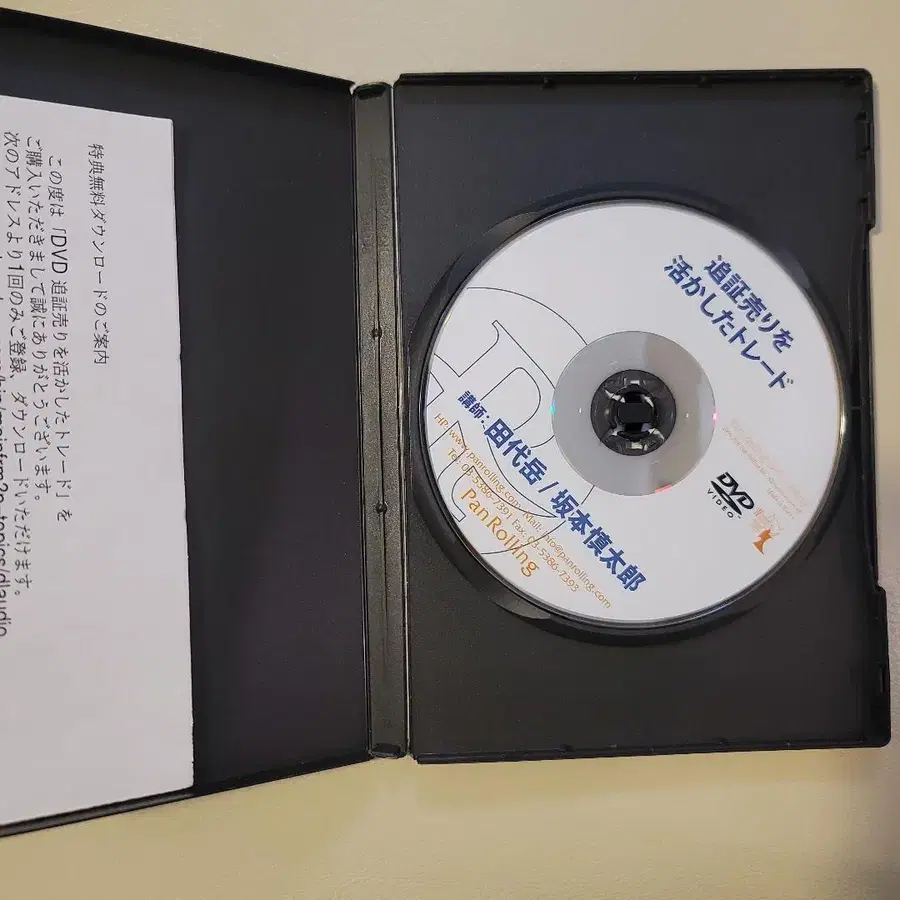 特典無料ダウンロードのご案内
この度は「DVD 追証売りを活かしたトレード」を
ご購入いただきまして誠にありがとうございます。
次のアドレスより1回のみご登録、ダウンロードいただけます。
追証売りを
活かしたトレード
DVD
VIDEO
講師：田代岳 / 坂本慎太郎
HP: www.panrolling.com Mail: info@panrolling.com
Tel. 03-5386-7391 Fax. 03-5386-7393
Pan Rolling